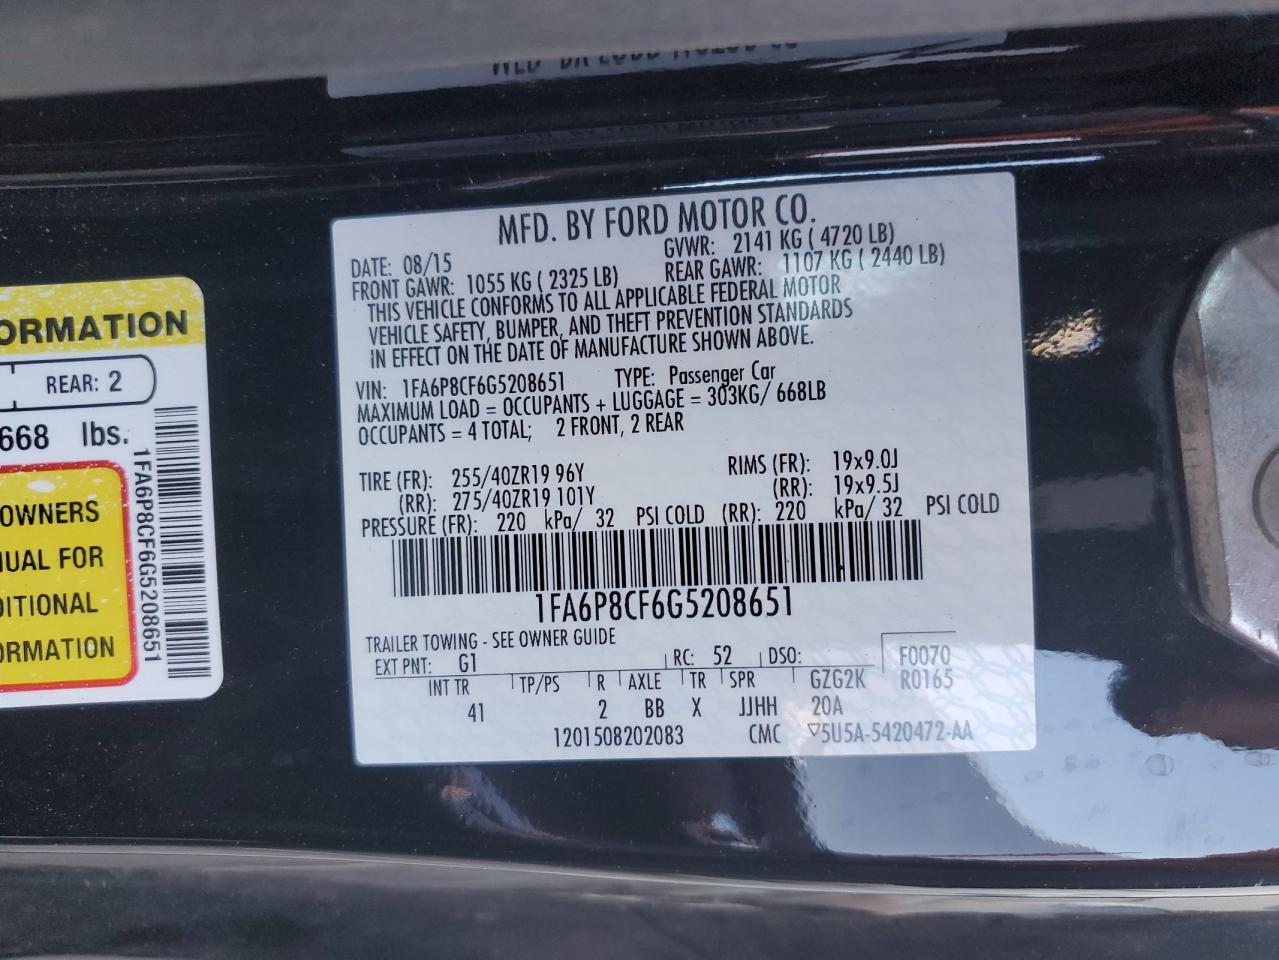 MFD. BY FORD MOTOR CO.
DATE: 08/15 GVWR: 2141 KG ( 4720 LB)
FRONT GAWR: 1055 KG ( 2325 LB) REAR GAWR: 1107 KG ( 2440 LB)
THIS VEHICLE CONFORMS TO ALL APPLICABLE FEDERAL MOTOR
VEHICLE SAFETY, BUMPER, AND THEFT PREVENTION STANDARDS
IN EFFECT ON THE DATE OF MANUFACTURE SHOWN ABOVE.
VIN: 1FA6P8CF6G5208651 TYPE: Passenger Car
MAXIMUM LOAD = OCCUPANTS + LUGGAGE = 303KG/ 668LB
OCCUPANTS = 4 TOTAL; 2 FRONT, 2 REAR
TIRE (FR): 255/40ZR19 96Y RIMS (FR): 19x9.0J
(RR): 275/40ZR19 101Y (RR): 19x9.5J
PRESSURE (FR): 220 kPa/ 32 PSI COLD (RR): 220 kPa/ 32 PSI COLD
1FA6P8CF6G5208651
TRAILER TOWING - SEE OWNER GUIDE
EXT PNT: G1 RC: 52 DSO: F0070
INT TR TP/PS R AXLE TR SPR GZG2K R0165
41 2 BB X JJHH 20A
1201508202083 CMC ▽5U5A-5420472-AA
ORMATION
REAR: 2
668 lbs.
OWNERS
UAL FOR
DITIONAL
ORMATION
1FA6P8CF6G5208651